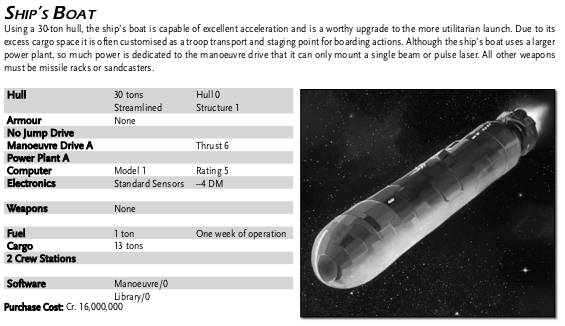 SHIP'S BOAT
Using a 30-ton hull, the ship's boat is capable of excellent acceleration and is a worthy upgrade to the more utilitarian launch. Due to its
excess cargo space it is often customised as a troop transport and staging point for boarding actions. Although the ship's boat uses a larger
power plant, so much power is dedicated to the manoeuvre drive that it can only mount a single beam or pulse laser. All other weapons
must be missile racks or sandcasters.
Hull 30 tons Hull 0
Streamlined Structure 1
Armour None
No Jump Drive
Manoeuvre Drive A Thrust 6
Power Plant A
Computer Model 1 Rating 5
Electronics Standard Sensors –4 DM
Weapons None
Fuel 1 ton One week of operation
Cargo 13 tons
2 Crew Stations
Software Manoeuvre/0
Library/0
Purchase Cost: Cr. 16,000,000